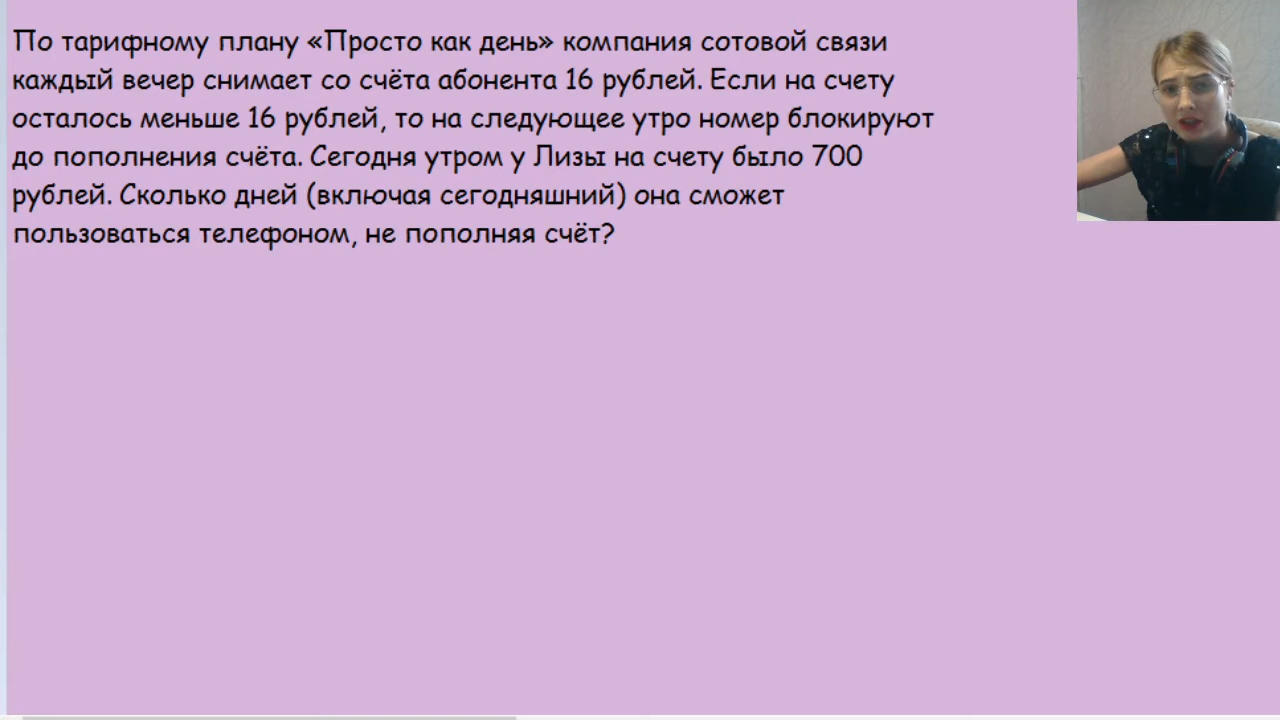 По тарифному плану «Просто как день» компания сотовой связи
каждый вечер снимает со счёта абонента 16 рублей. Если на счету
осталось меньше 16 рублей, то на следующее утро номер блокируют
до пополнения счёта. Сегодня утром у Лизы на счету было 700
рублей. Сколько дней (включая сегодняшний) она сможет
пользоваться телефоном, не пополняя счёт?